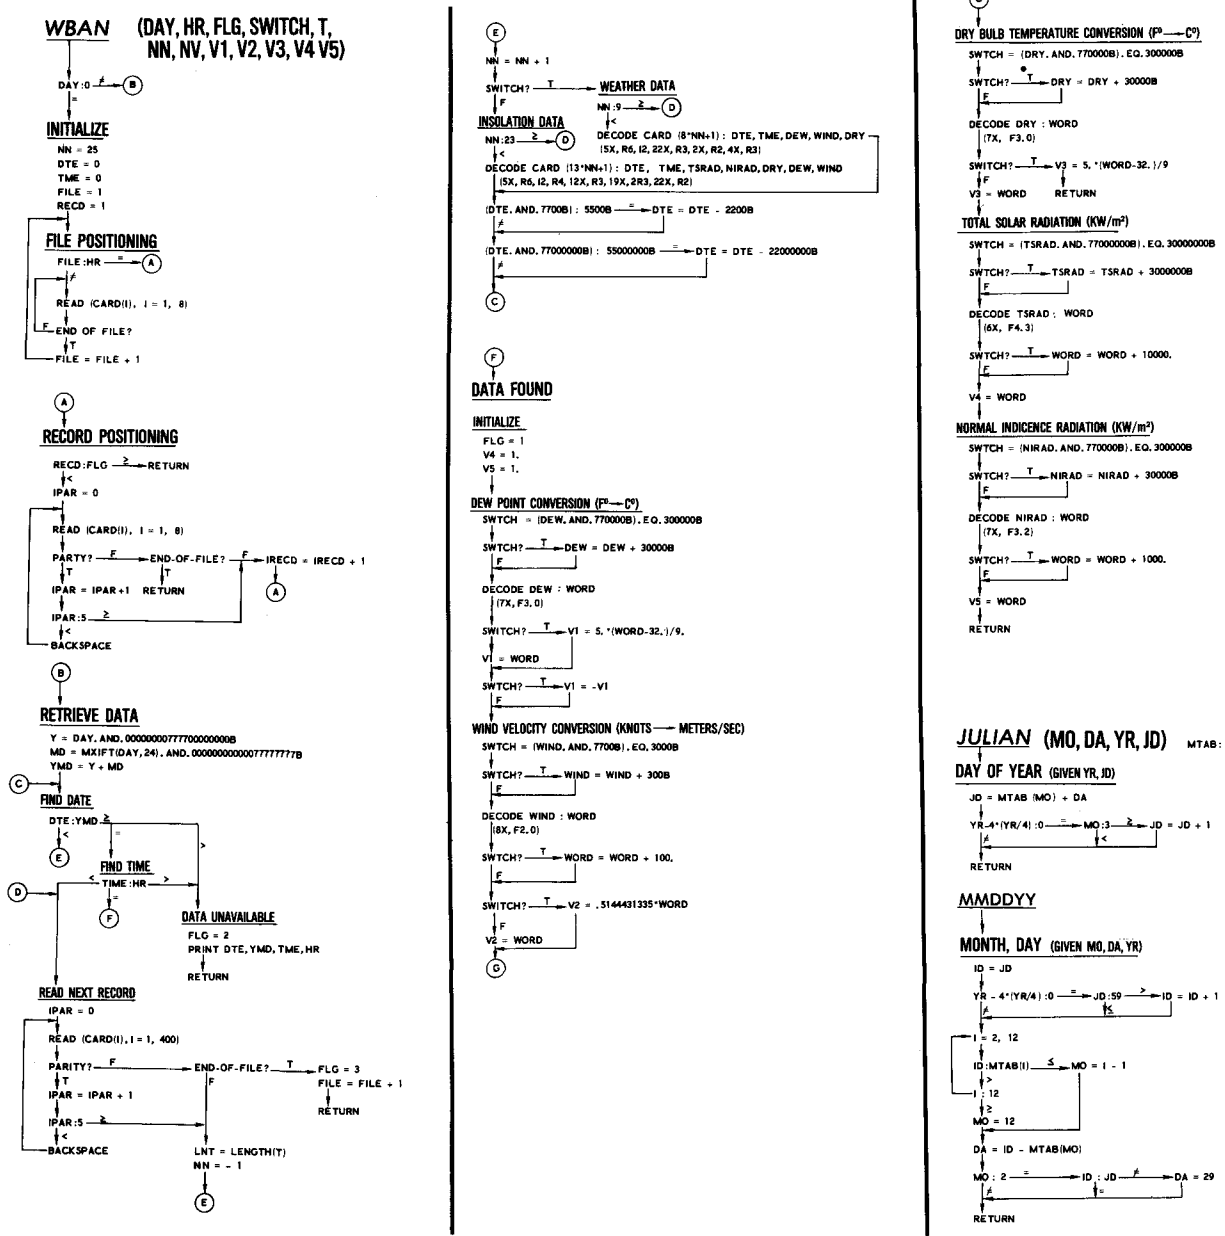 WBAN (DAY, HR, FLG, SWITCH, T,
NN, NV, V1, V2, V3, V4 V5)
DAY:0 ≠ B
=
INITIALIZE
NN = 25
DTE = 0
TME = 0
FILE = 1
RECD = 1
FILE POSITIONING
FILE:HR = A
≠
READ (CARD(I), I = 1, 8)
F END OF FILE?
T
FILE = FILE + 1
A
RECORD POSITIONING
RECD:FLG ≥ RETURN
<
IPAR = 0
READ (CARD(I), I = 1, 8)
PARTY? F END-OF-FILE? F IRECD = IRECD + 1
T T
IPAR = IPAR+1 RETURN A
IPAR:5 ≥
<
BACKSPACE
B
RETRIEVE DATA
Y = DAY.AND.00000000777700000000B
MD = MXIFT(DAY,24).AND.00000000000077777777B
YMD = Y + MD
C
FIND DATE
DTE:YMD ≥
< = >
E FIND TIME
D < TIME:HR >
=
F
DATA UNAVAILABLE
FLG = 2
PRINT DTE, YMD, TME, HR
RETURN
READ NEXT RECORD
IPAR = 0
READ (CARD(I), I = 1, 400)
PARITY? F END-OF-FILE? T FLG = 3
T F FILE = FILE + 1
IPAR = IPAR + 1 RETURN
IPAR:5 ≥
<
BACKSPACE LNT = LENGTH(T)
NN = - 1
E
E
NN = NN + 1
SWITCH? T WEATHER DATA
F NN:9 ≥ D
INSOLATION DATA <
NN:23 ≥ D DECODE CARD (8*NN+1) : DTE, TME, DEW, WIND, DRY
< (5X, R6, I2, 22X, R3, 2X, R2, 4X, R3)
DECODE CARD (13*NN+1) : DTE, TME, TSRAD, NIRAD, DRY, DEW, WIND
(5X, R6, I2, R4, 12X, R3, 19X, 2R3, 22X, R2)
(DTE.AND.7700B) : 5500B = DTE = DTE - 2200B
≠
(DTE.AND.77000000B) : 55000000B = DTE = DTE - 22000000B
≠
C
F
DATA FOUND
INITIALIZE
FLG = 1
V4 = 1.
V5 = 1.
DEW POINT CONVERSION (F°→C°)
SWTCH = (DEW.AND.770000B).EQ.300000B
SWTCH? T DEW = DEW + 30000B
F
DECODE DEW : WORD
(7X, F3.0)
SWITCH? T V1 = 5.*(WORD-32.)/9.
V1 = WORD
SWTCH? T V1 = -V1
F
WIND VELOCITY CONVERSION (KNOTS → METERS/SEC)
SWTCH = (WIND.AND.7700B).EQ.3000B
SWTCH? T WIND = WIND + 300B
F
DECODE WIND : WORD
(8X, F2.0)
SWTCH? T WORD = WORD + 100.
F
SWITCH? T V2 = .5144431335*WORD
F
V2 = WORD
G
G
DRY BULB TEMPERATURE CONVERSION (F°→C°)
SWTCH = (DRY.AND.770000B).EQ.300000B
SWTCH? T DRY = DRY + 30000B
F
DECODE DRY : WORD
(7X, F3.0)
SWITCH? T V3 = 5.*(WORD-32.)/9
F
V3 = WORD RETURN
TOTAL SOLAR RADIATION (KW/m²)
SWTCH = (TSRAD.AND.77000000B).EQ.30000000B
SWTCH? T TSRAD = TSRAD + 3000000B
F
DECODE TSRAD : WORD
(6X, F4.3)
SWTCH? T WORD = WORD + 10000.
F
V4 = WORD
NORMAL INDICENCE RADIATION (KW/m²)
SWTCH = (NIRAD.AND.770000B).EQ.300000B
SWTCH? T NIRAD = NIRAD + 30000B
F
DECODE NIRAD : WORD
(7X, F3.2)
SWTCH? T WORD = WORD + 1000.
F
V5 = WORD
RETURN
JULIAN (MO, DA, YR, JD) MTAB:
DAY OF YEAR (GIVEN YR, JD)
JD = MTAB (MO) + DA
YR-4*(YR/4):0 = MO:3 ≥ JD = JD + 1
≠ <
RETURN
MMDDYY
MONTH, DAY (GIVEN MO, DA, YR)
ID = JD
YR - 4*(YR/4) :0 = JD:59 > ID = ID + 1
≠ ≤
I = 2, 12
ID:MTAB(I) ≤ MO = I - 1
>
I : 12
≥
MO = 12
DA = ID - MTAB(MO)
MO : 2 = ID : JD ≠ DA = 29
≠ =
RETURN